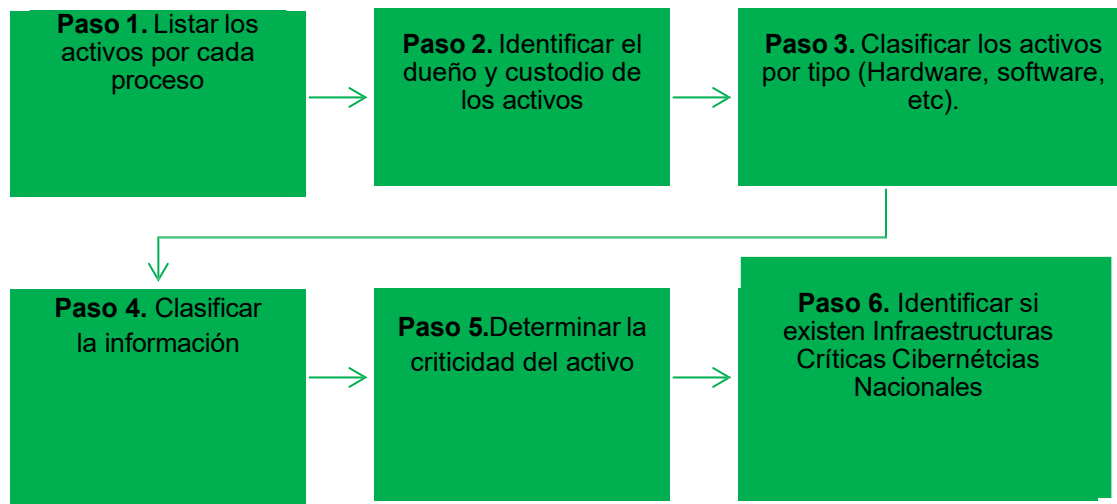 Paso 1. Listar los
activos por cada
proceso
Paso 2. Identificar el
dueño y custodio de
los activos
Paso 3. Clasificar los activos
por tipo (Hardware, software,
etc).
Paso 4. Clasificar
la información
Paso 5.Determinar la
criticidad del activo
Paso 6. Identificar si
existen Infraestructuras
Críticas Cibernétcias
Nacionales